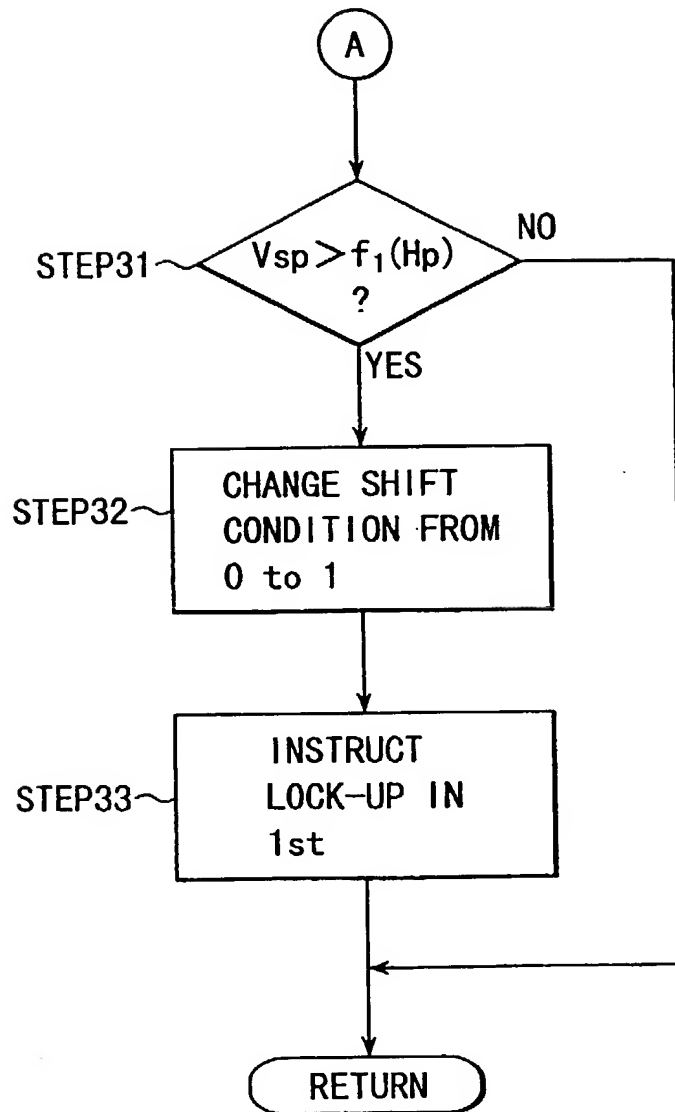 A
STEP31
Vsp>f₁(Hp)
?
NO
YES
STEP32
CHANGE SHIFT
CONDITION FROM
0 to 1
STEP33
INSTRUCT
LOCK-UP IN
1st
RETURN